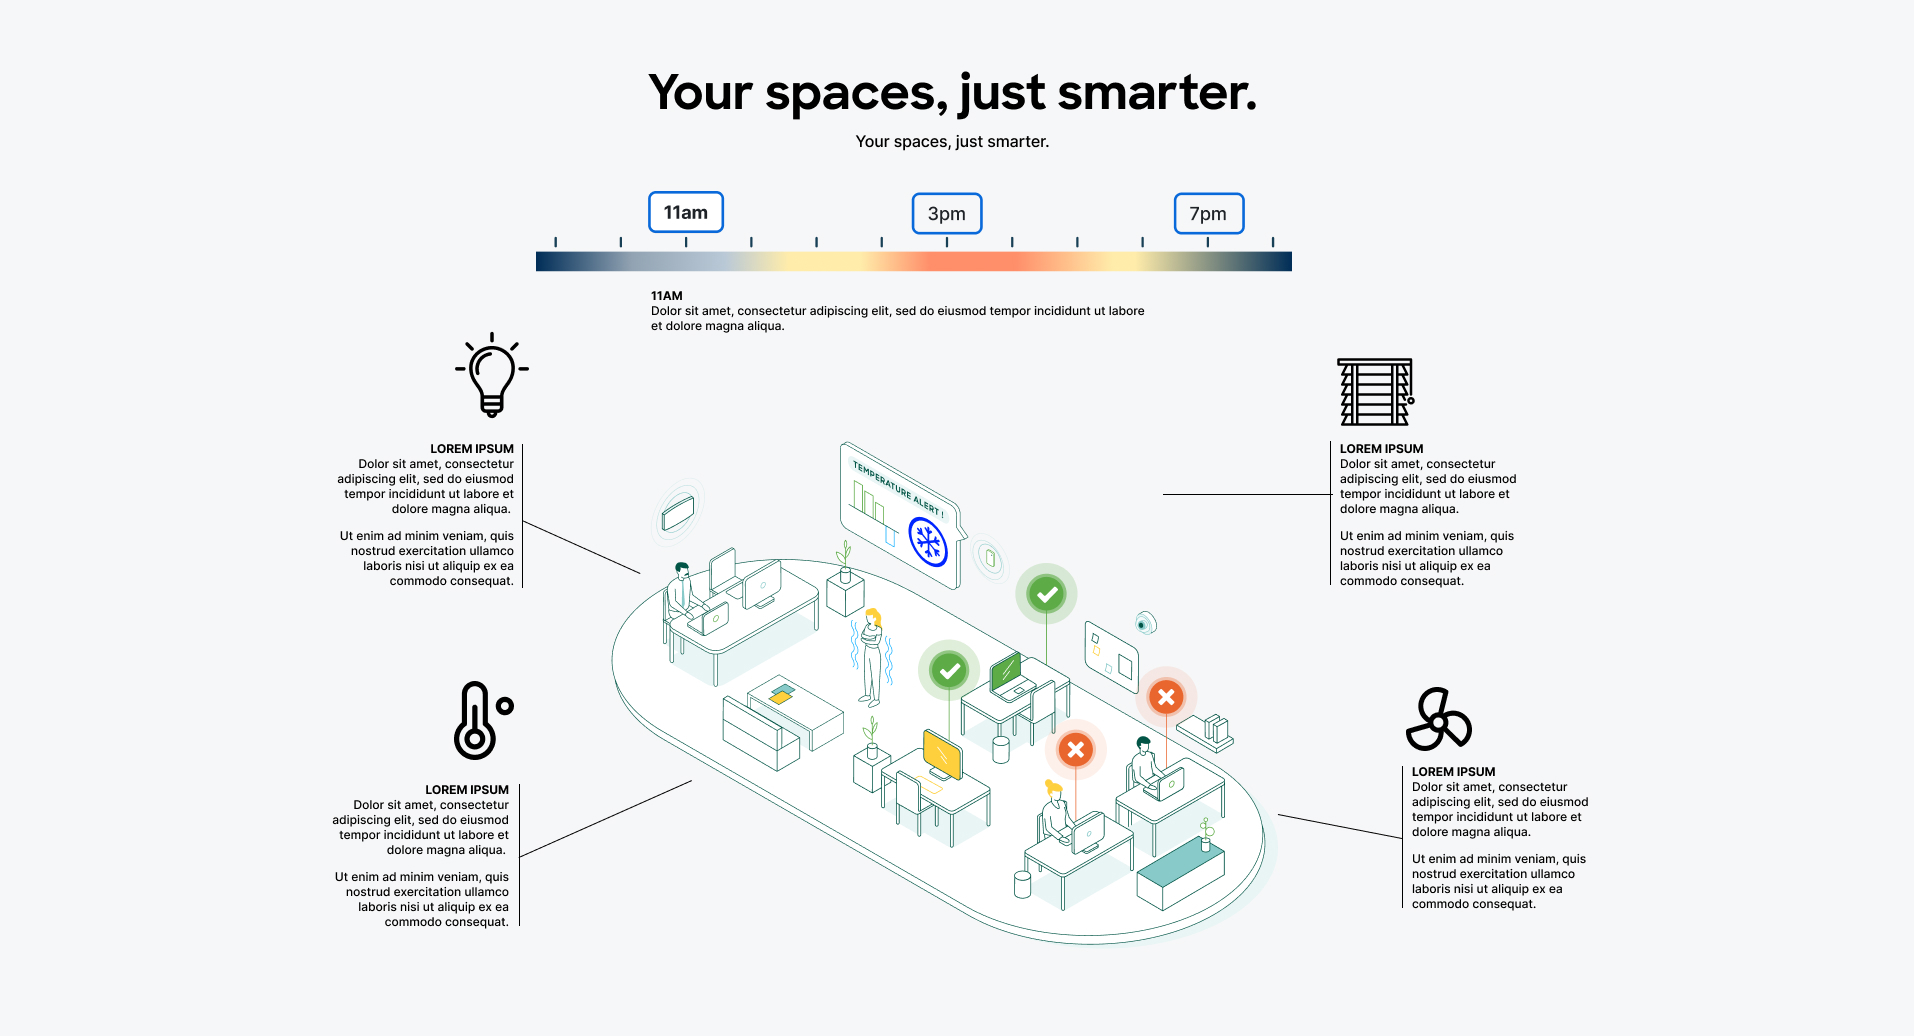 Your spaces, just smarter.
Your spaces, just smarter.
11am
3pm
7pm
11AM
Dolor sit amet, consectetur adipiscing elit, sed do eiusmod tempor incididunt ut labore
et dolore magna aliqua.
LOREM IPSUM
Dolor sit amet, consectetur
adipiscing elit, sed do eiusmod
tempor incididunt ut labore et
dolore magna aliqua.
Ut enim ad minim veniam, quis
nostrud exercitation ullamco
laboris nisi ut aliquip ex ea
commodo consequat.
LOREM IPSUM
Dolor sit amet, consectetur
adipiscing elit, sed do eiusmod
tempor incididunt ut labore et
dolore magna aliqua.
Ut enim ad minim veniam, quis
nostrud exercitation ullamco
laboris nisi ut aliquip ex ea
commodo consequat.
TEMPERATURE ALERT !
LOREM IPSUM
Dolor sit amet, consectetur
adipiscing elit, sed do eiusmod
tempor incididunt ut labore et
dolore magna aliqua.
Ut enim ad minim veniam, quis
nostrud exercitation ullamco
laboris nisi ut aliquip ex ea
commodo consequat.
LOREM IPSUM
Dolor sit amet, consectetur
adipiscing elit, sed do eiusmod
tempor incididunt ut labore et
dolore magna aliqua.
Ut enim ad minim veniam, quis
nostrud exercitation ullamco
laboris nisi ut aliquip ex ea
commodo consequat.